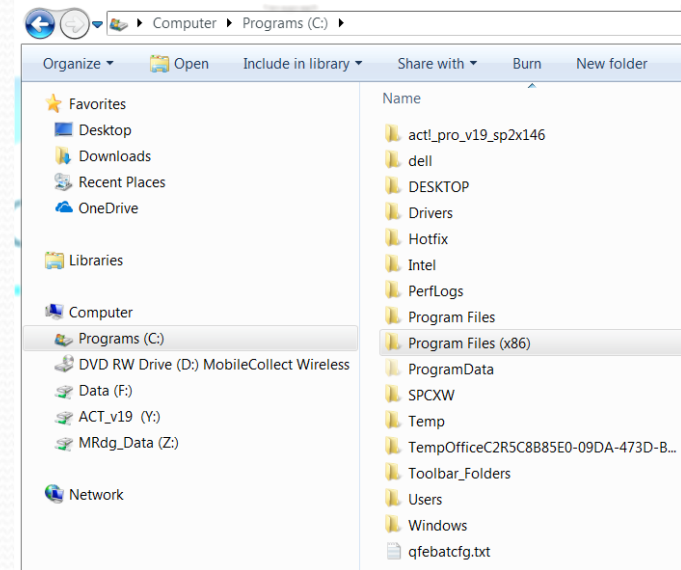 Computer Programs (C:)
Organize Open Include in library Share with Burn New folder
Favorites
Desktop
Downloads
Recent Places
OneDrive
Libraries
Computer
Programs (C:)
DVD RW Drive (D:) MobileCollect Wireless
Data (F:)
ACT_v19 (Y:)
MRdg_Data (Z:)
Network
Name
act!_pro_v19_sp2x146
dell
DESKTOP
Drivers
Hotfix
Intel
PerfLogs
Program Files
Program Files (x86)
ProgramData
SPCXW
Temp
TempOfficeC2R5C8B85E0-09DA-473D-B...
Toolbar_Folders
Users
Windows
qfebatcfg.txt